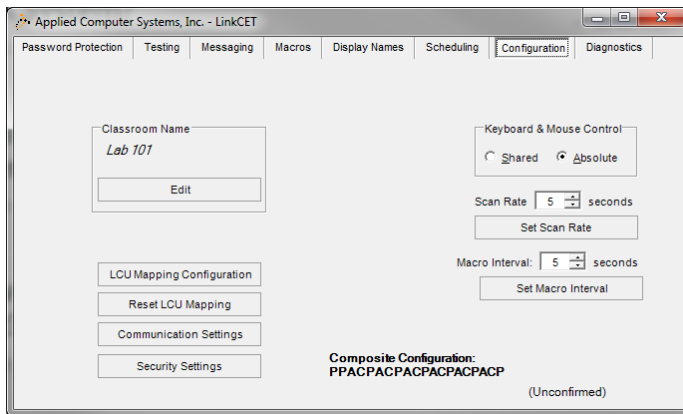 Applied Computer Systems, Inc. - LinkCET
Password Protection Testing Messaging Macros Display Names Scheduling Configuration Diagnostics
Classroom Name
Lab 101
Edit
Keyboard & Mouse Control
Shared Absolute
Scan Rate 5 seconds
Set Scan Rate
Macro Interval: 5 seconds
Set Macro Interval
LCU Mapping Configuration
Reset LCU Mapping
Communication Settings
Security Settings
Composite Configuration:
PPACPACPACPACPACPACP
(Unconfirmed)